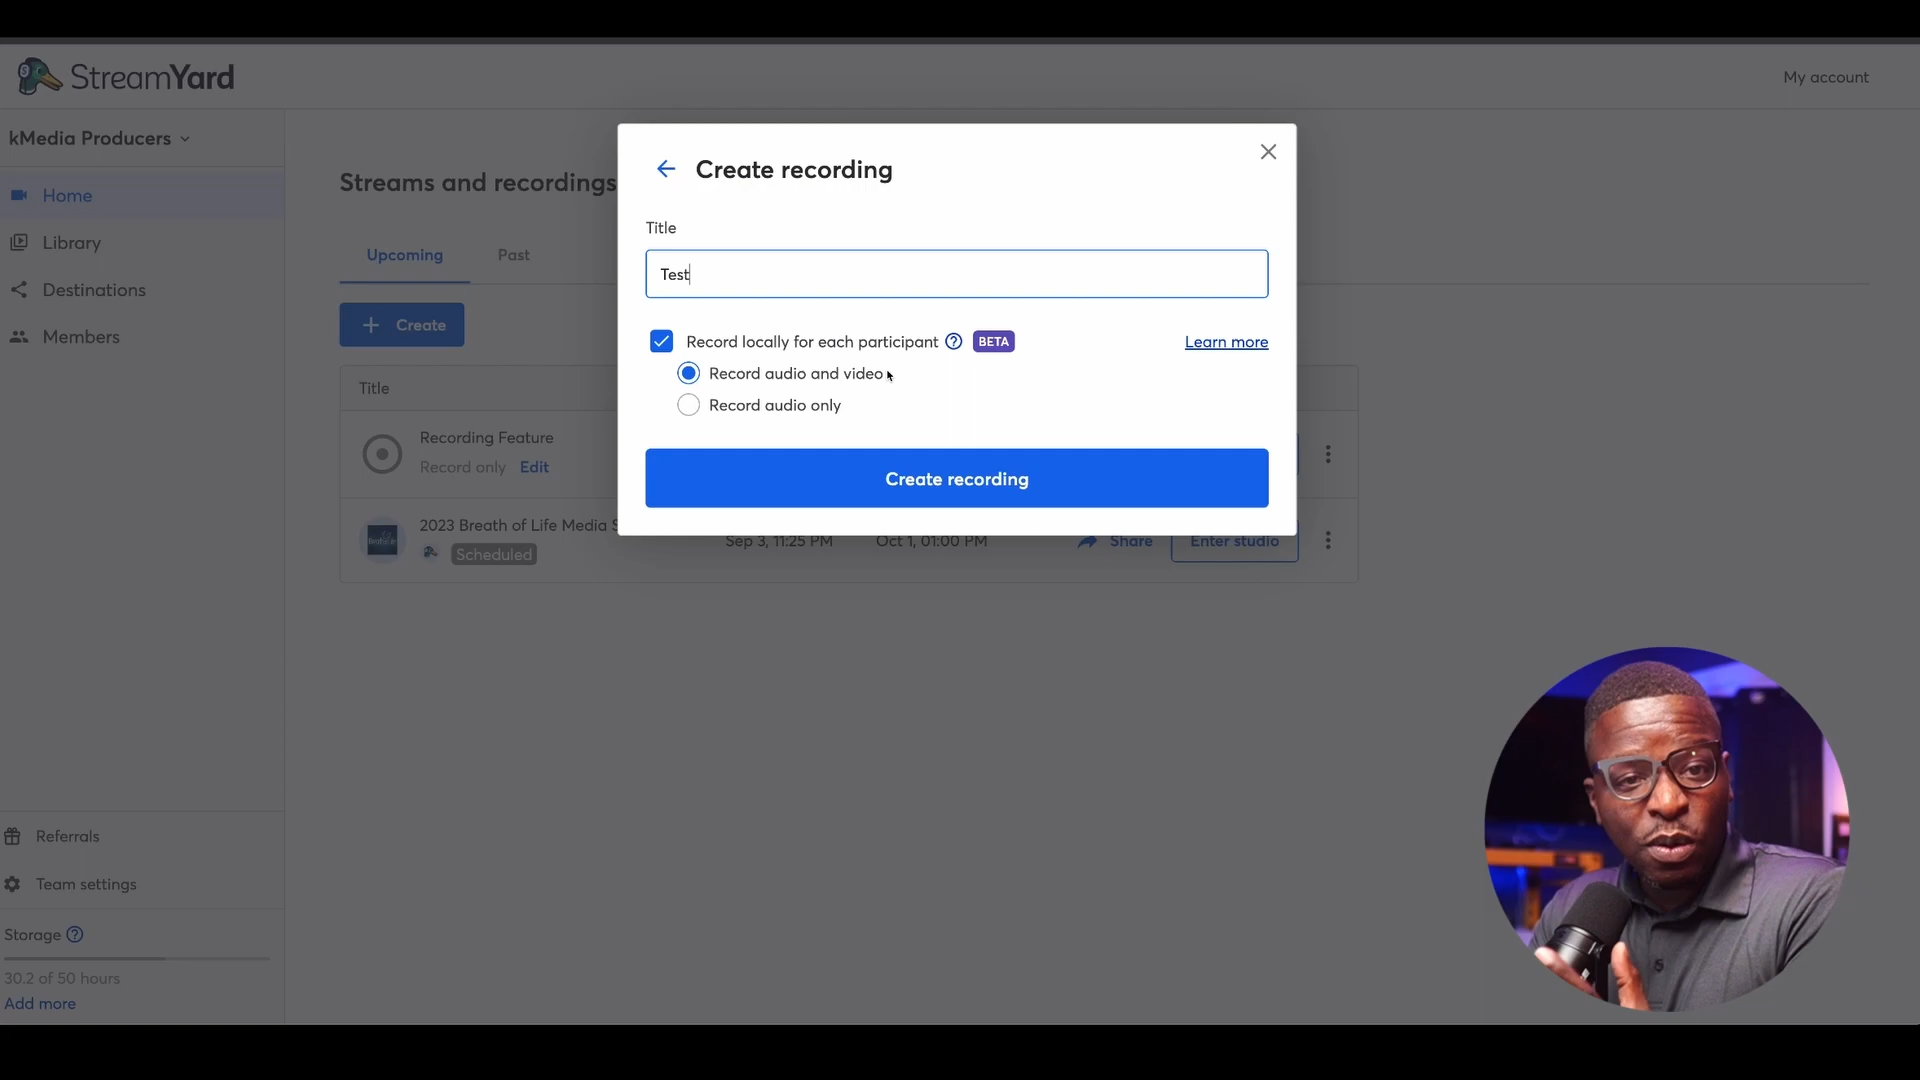 StreamYard
My account
kMedia Producers
Home
Library
Destinations
Members
Streams and recordings
Upcoming
Past
Create
Title
Recording Feature
Record only Edit
2023 Breath of Life Media S
Scheduled
Sep 3, 11:25 PM
Oct 1, 01:00 PM
Share
Enter studio
Create recording
Title
Test
Record locally for each participant BETA
Learn more
Record audio and video
Record audio only
Create recording
Referrals
Team settings
Storage
30.2 of 50 hours
Add more